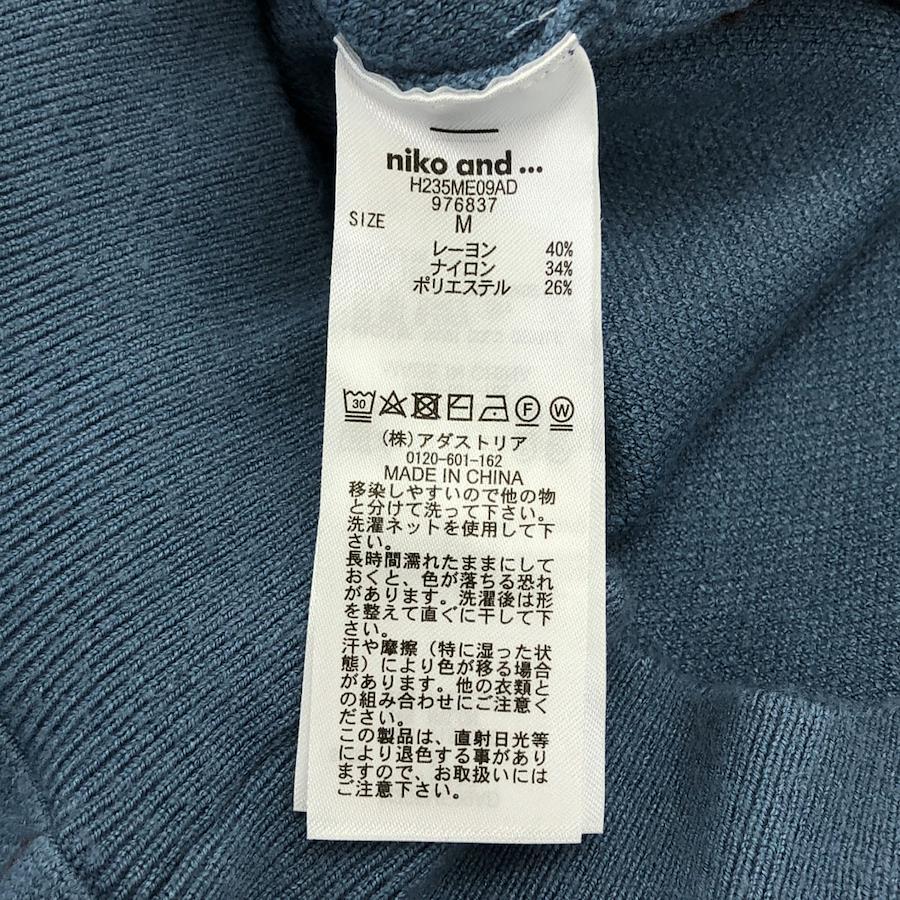 niko and ...
H235ME09AD
976837
SIZE M
レーヨン 40%
ナイロン 34%
ポリエステル 26%
30 F W
(株)アダストリア
0120-601-162
MADE IN CHINA
移染しやすいので他の物
と分けて洗って下さい。
洗濯ネットを使用して下
さい。
長時間濡れたままにして
おくと、色が落ちる恐れ
があります。洗濯後は形
を整えて直ぐに干して下
さい。
汗や摩擦(特に湿った状
態)により色が移る場合
があります。他の衣類と
の組み合わせにご注意く
ださい。
この製品は、直射日光等
により退色する事があり
ますので、お取扱いには
ご注意ください。